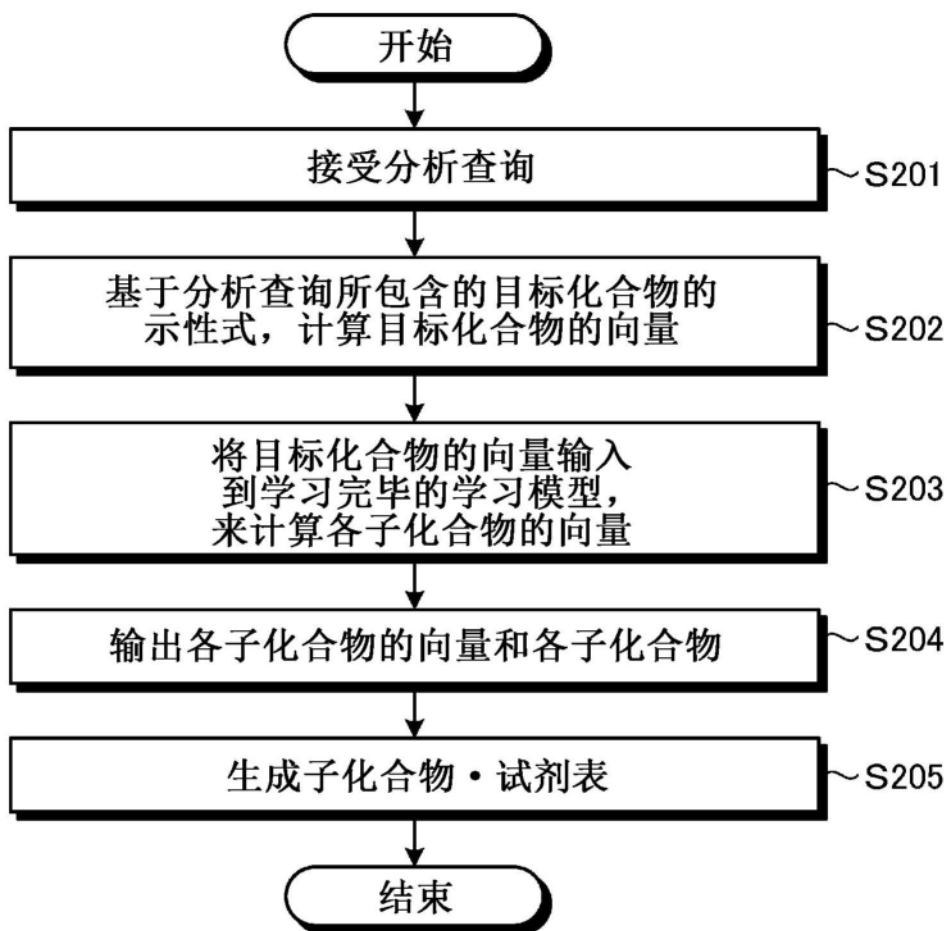 开始
接受分析查询
S201
基于分析查询所包含的目标化合物的
示性式，计算目标化合物的向量
S202
将目标化合物的向量输入
到学习完毕的学习模型，
来计算各子化合物的向量
S203
输出各子化合物的向量和各子化合物
S204
生成子化合物·试剂表
S205
结束